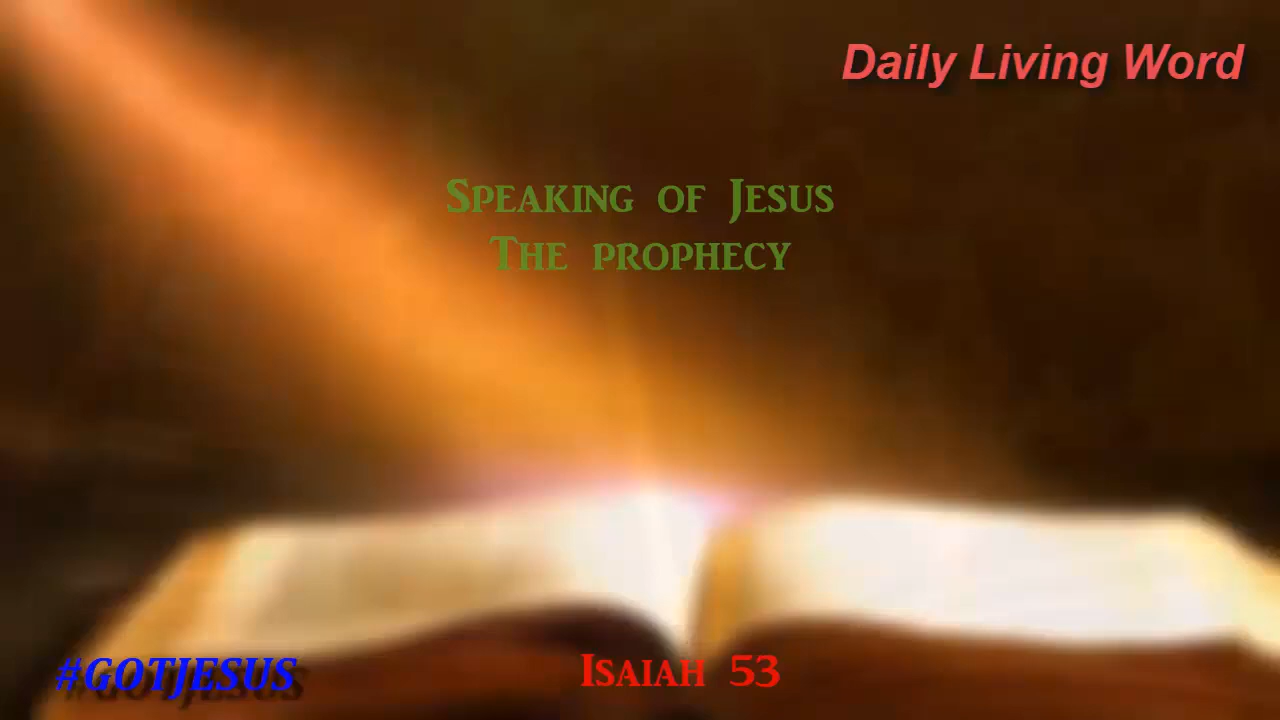 Daily Living Word
Speaking of Jesus
The prophecy
#GOTJESUS
Isaiah 53